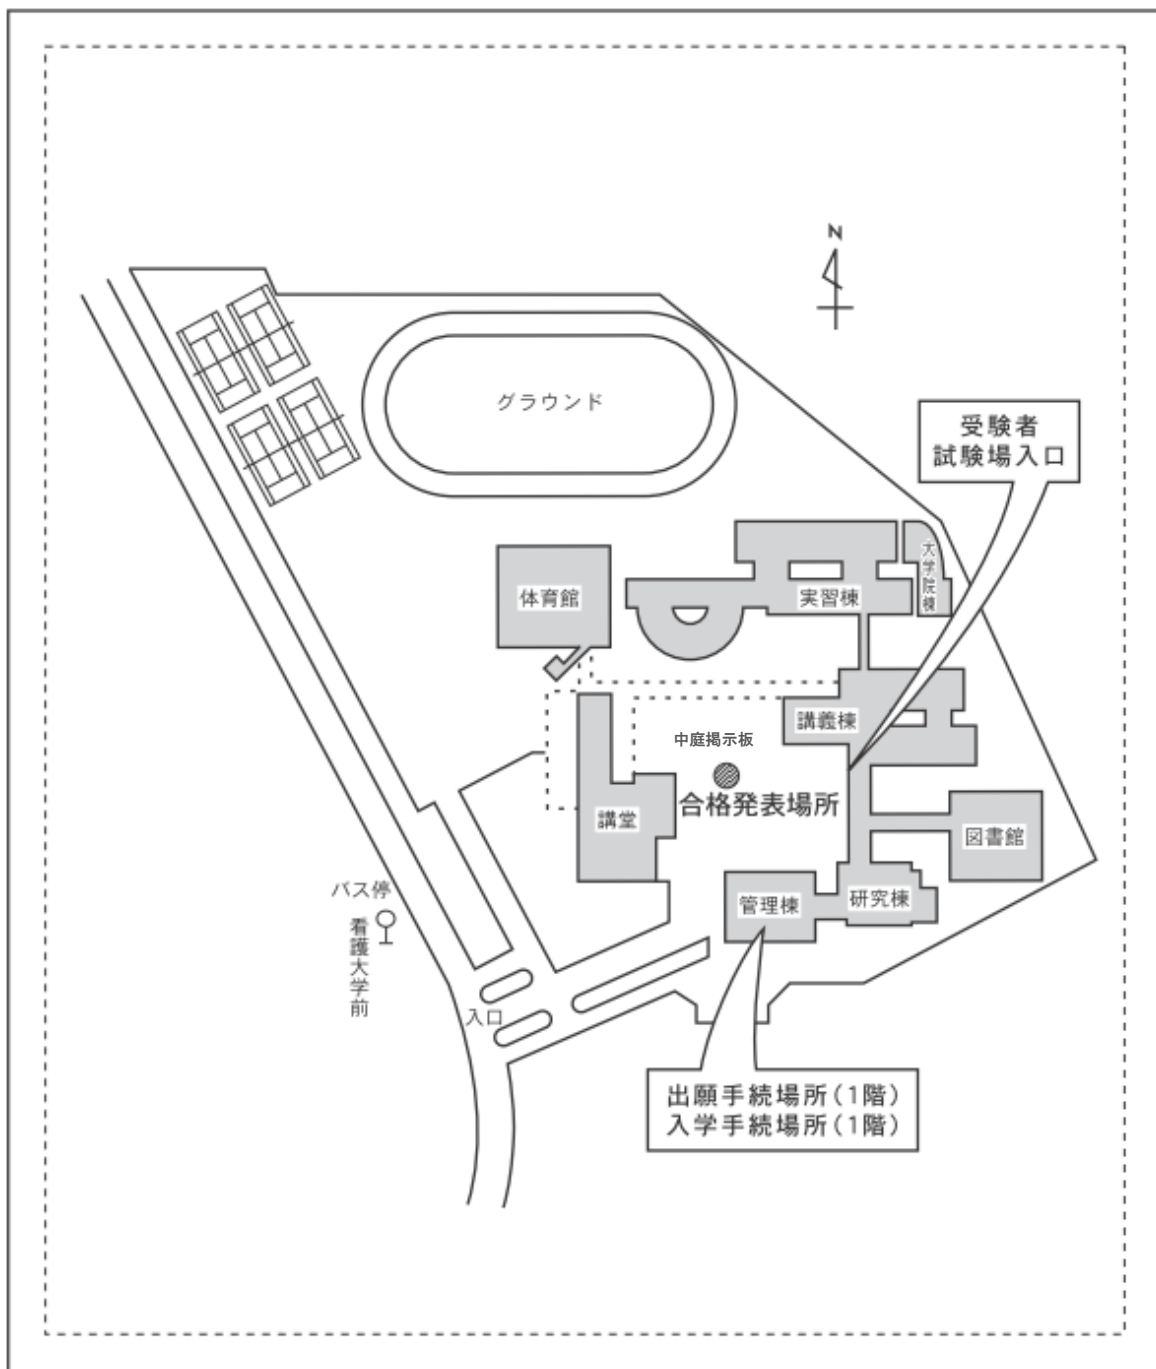 N
グラウンド
受験者
試験場入口
大学院棟
体育館
実習棟
講義棟
中庭掲示板
合格発表場所
講堂
図書館
バス停
看護大学前
管理棟
研究棟
入口
出願手続場所(1階)
入学手続場所(1階)